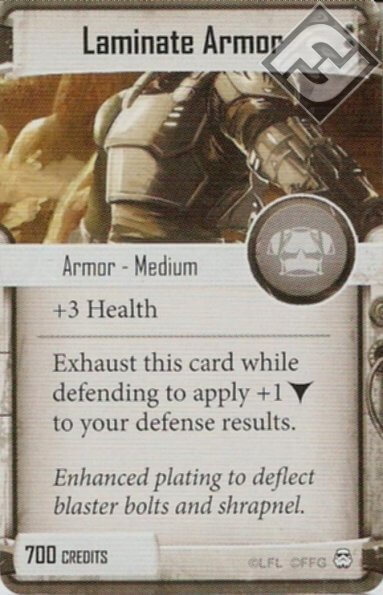 Laminate Armor
Armor - Medium
+3 Health
Exhaust this card while
defending to apply +1
to your defense results.
Enhanced plating to deflect
blaster bolts and shrapnel.
700 CREDITS
©LFL ©FFG